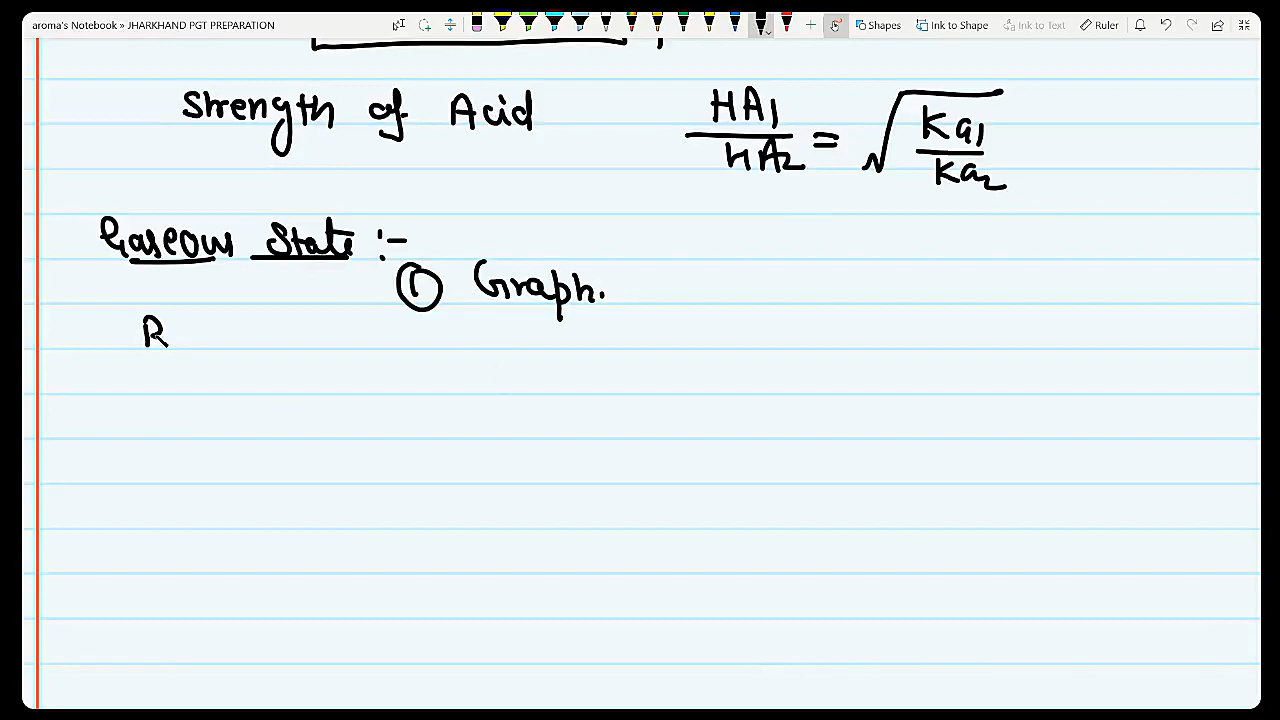 aroma's Notebook » JHARKHAND PGT PREPARATION
Shapes Ink to Shape Ink to Text Ruler
Strength of Acid HA1/HA2 = √Ka1/Ka2
Gaseous State :-
① Graph.
R